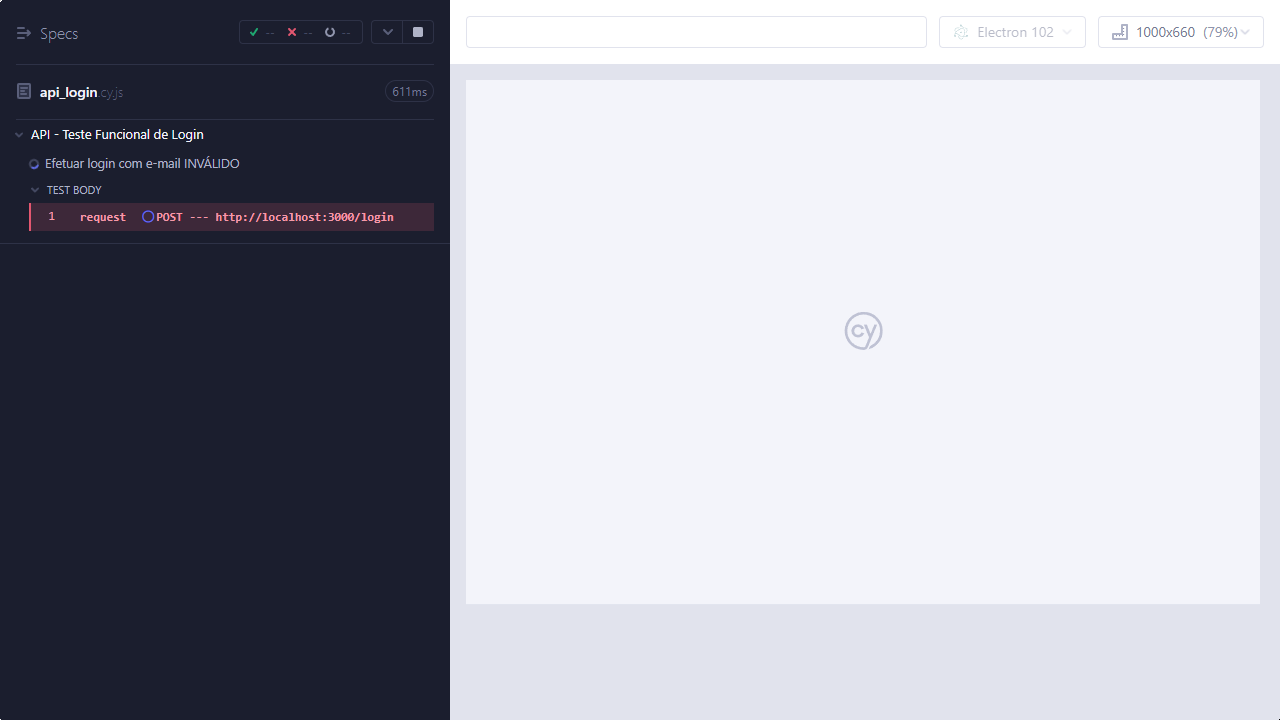 Specs
-- -- --
Electron 102
1000x660 (79%)
api_login.cy.js
611ms
API - Teste Funcional de Login
Efetuar login com e-mail INVÁLIDO
TEST BODY
1 request POST --- http://localhost:3000/login
cy